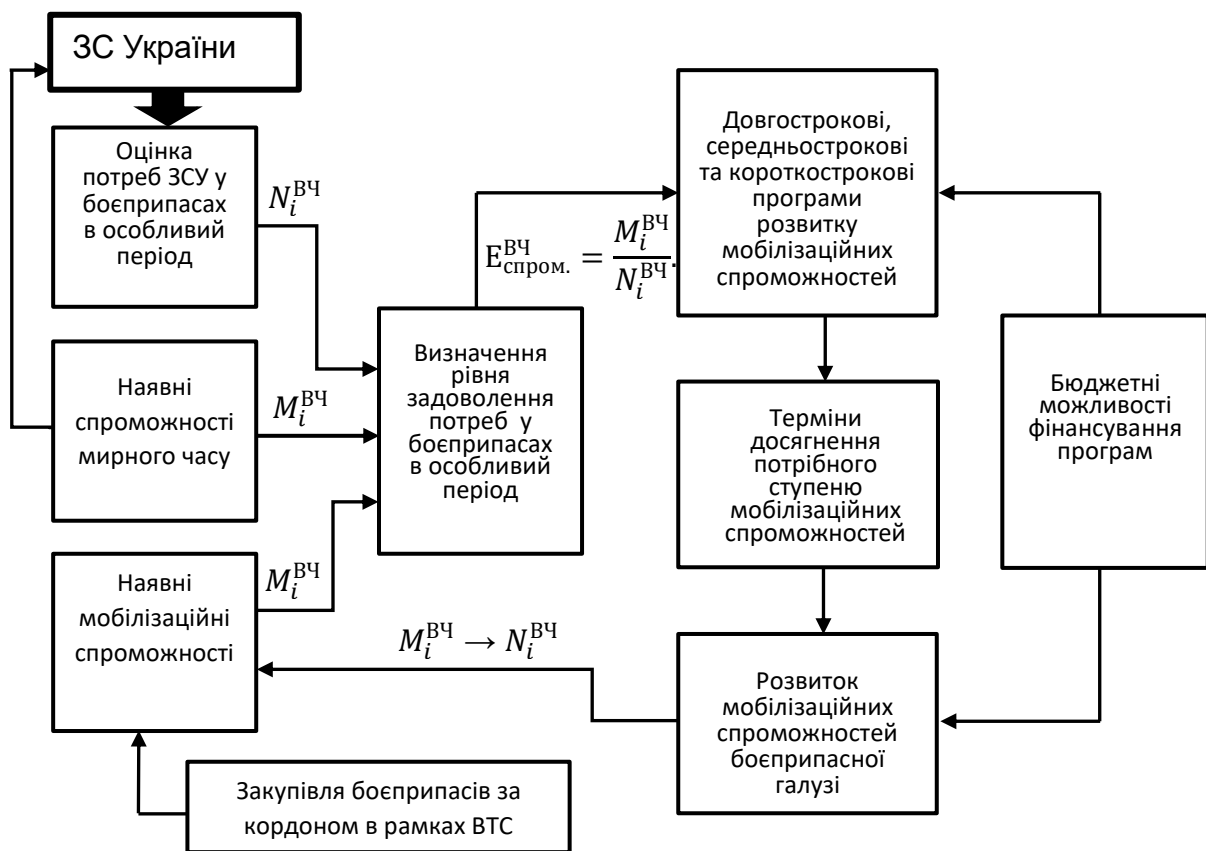 ЗС України
Оцінка
потреб ЗСУ у
боєприпасах
в особливий
період
N_i^ВЧ
Наявні
спроможності
мирного часу
M_i^ВЧ
Наявні
мобілізаційні
спроможності
M_i^ВЧ
Закупівля боєприпасів за
кордоном в рамках ВТС
Визначення
рівня
задоволення
потреб у
боєприпасах
в особливий
період
E_спром.^ВЧ = M_i^ВЧ / N_i^ВЧ.
Довгострокові,
середньострокові
та короткострокові
програми
розвитку
мобілізаційних
спроможностей
Терміни
досягнення
потрібного
ступеню
мобілізаційних
спроможностей
Бюджетні
можливості
фінансування
програм
M_i^ВЧ → N_i^ВЧ
Розвиток
мобілізаційних
спроможностей
боєприпасної
галузі